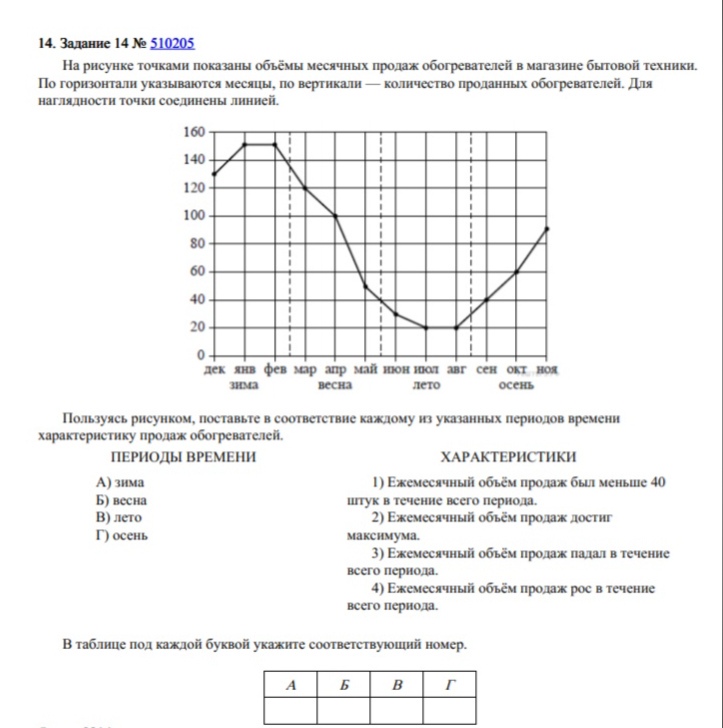 14. Задание 14 № 510205
На рисунке точками показаны объёмы месячных продаж обогревателей в магазине бытовой техники.
По горизонтали указываются месяцы, по вертикали — количество проданных обогревателей. Для
наглядности точки соединены линией.
160
140
120
100
80
60
40
20
0
дек янв фев мар апр май июн июл авг сен окт ноя
зима весна лето осень
Пользуясь рисунком, поставьте в соответствие каждому из указанных периодов времени
характеристику продаж обогревателей.
ПЕРИОДЫ ВРЕМЕНИ
А) зима
Б) весна
В) лето
Г) осень
ХАРАКТЕРИСТИКИ
1) Ежемесячный объём продаж был меньше 40
штук в течение всего периода.
2) Ежемесячный объём продаж достиг
максимума.
3) Ежемесячный объём продаж падал в течение
всего периода.
4) Ежемесячный объём продаж рос в течение
всего периода.
В таблице под каждой буквой укажите соответствующий номер.
А Б В Г